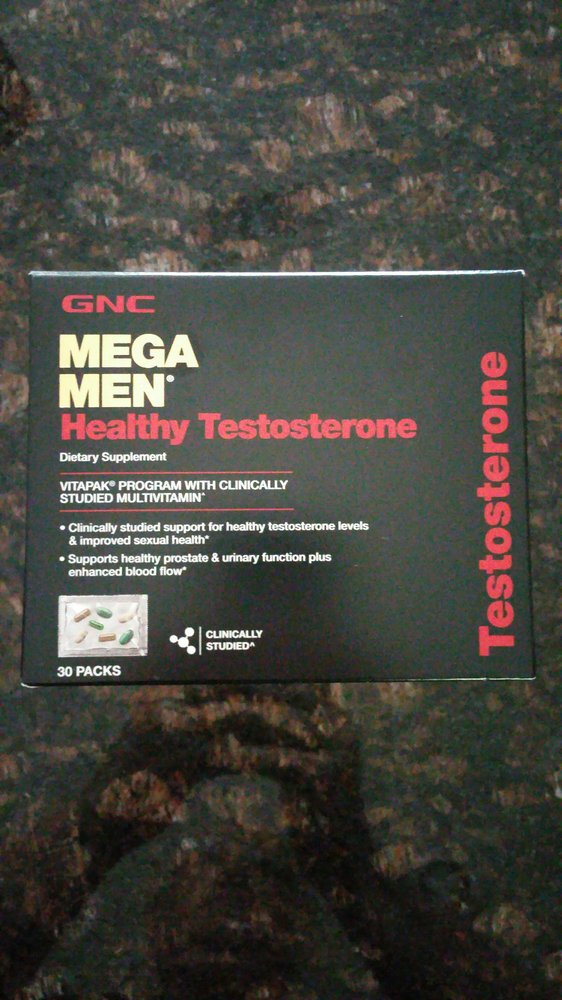 GNC
MEGA
MEN®
Healthy Testosterone
Dietary Supplement
VITAPAK® PROGRAM WITH CLINICALLY
STUDIED MULTIVITAMIN^
• Clinically studied support for healthy testosterone levels
& improved sexual health*
• Supports healthy prostate & urinary function plus
enhanced blood flow*
CLINICALLY
STUDIED^
30 PACKS
Testosterone